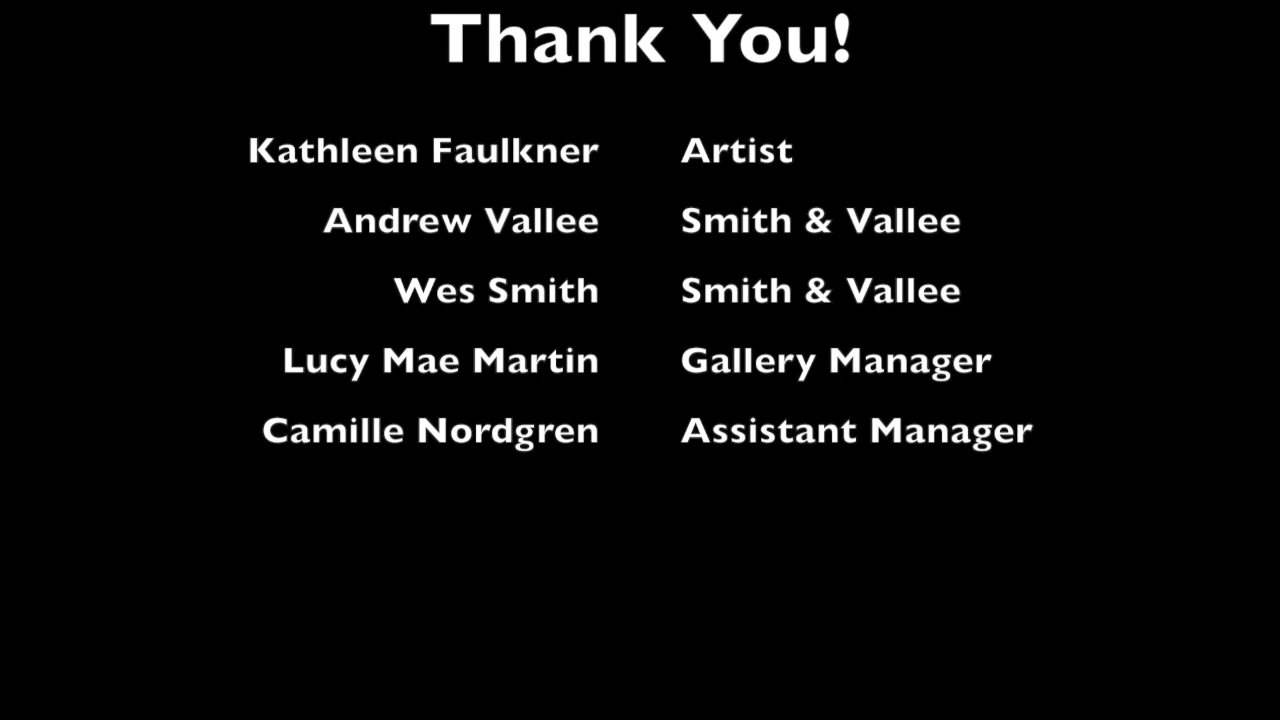 Thank You!
Kathleen Faulkner Artist
Andrew Vallee Smith & Vallee
Wes Smith Smith & Vallee
Lucy Mae Martin Gallery Manager
Camille Nordgren Assistant Manager